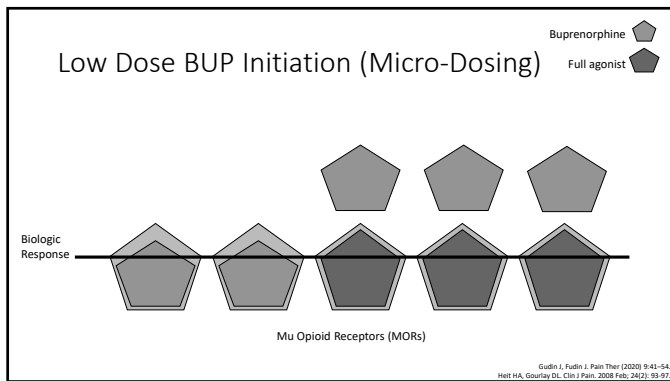 Buprenorphine
Low Dose BUP Initiation (Micro-Dosing)
Full agonist
Biologic
Response
Mu Opioid Receptors (MORs)
Gudin J, Fudin J. Pain Ther (2020) 9:41–54.
Heit HA, Gourlay DL. Clin J Pain. 2008 Feb; 24(2): 93-97.